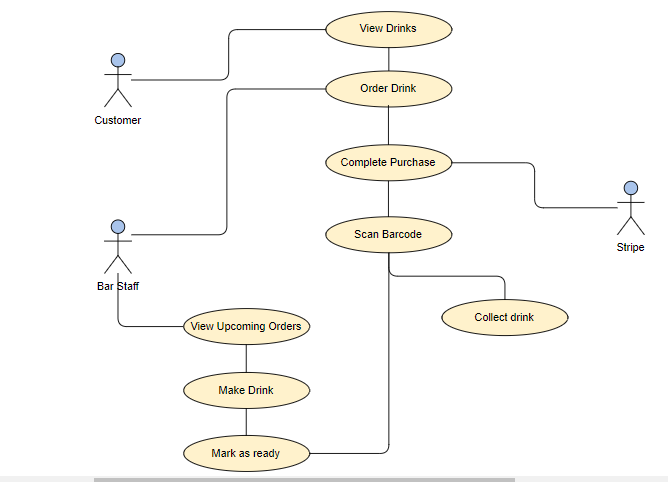 View Drinks
Customer
Order Drink
Complete Purchase
Stripe
Scan Barcode
Bar Staff
Collect drink
View Upcoming Orders
Make Drink
Mark as ready